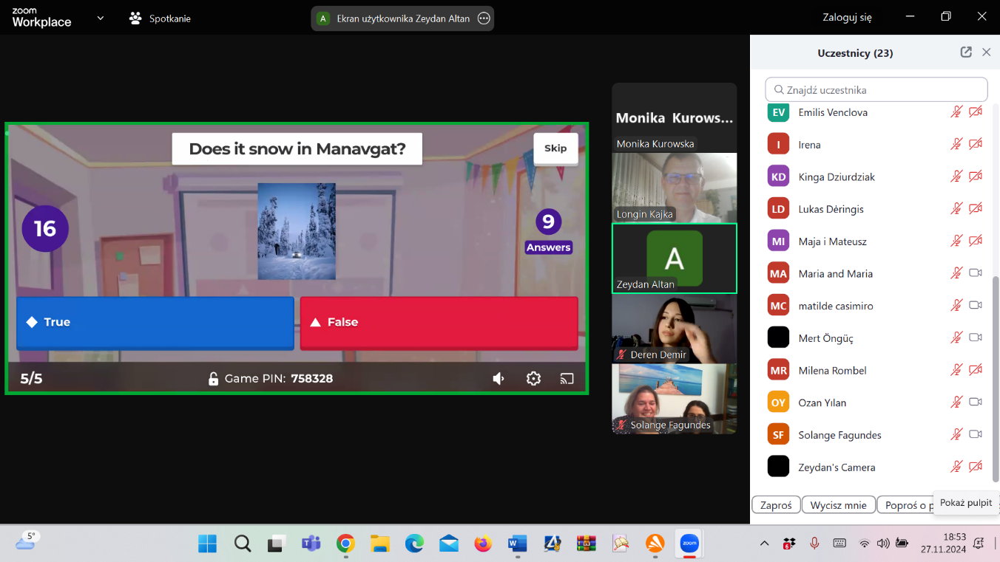 zoom
Workplace
Spotkanie
A
Ekran użytkownika Zeydan Altan
Zaloguj się
Uczestnicy (23)
Znajdź uczestnika
Does it snow in Manavgat?
Skip
16
9
Answers
True
False
5/5
Game PIN: 758328
Monika Kurows...
Monika Kurowska
Longin Kajka
A
Zeydan Altan
Deren Demir
Solange Fagundes
EV Emilis Venclova
I Irena
KD Kinga Dziurdziak
LD Lukas Dėringis
MI Maja i Mateusz
MA Maria and Maria
MC matilde casimiro
Mert Öngüç
MR Milena Rombel
OY Ozan Yılan
SF Solange Fagundes
Zeydan's Camera
Zaproś
Wycisz mnie
Poproś o p
Pokaż pulpit
5°
W
zoom
6
18:53
27.11.2024